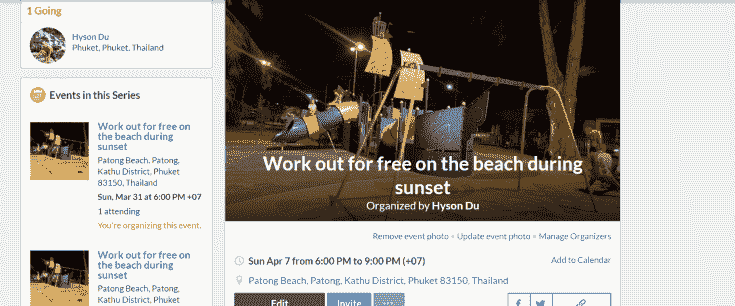 1 Going
Hyson Du
Phuket, Phuket, Thailand
Events in this Series
Work out for free on
the beach during
sunset
Patong Beach, Patong,
Kathu District, Phuket
83150, Thailand
Sun, Mar 31 at 6:00 PM +07
1 attending
You're organizing this event.
Work out for free on
the beach during
sunset
Patong Beach, Patong,
Kathu District, Phuket
83150, Thailand
Work out for free on the beach during
sunset
Organized by Hyson Du
Remove event photo • Update event photo • Manage Organizers
Sun Apr 7 from 6:00 PM to 9:00 PM (+07)
Add to Calendar
Patong Beach, Patong, Kathu District, Phuket 83150, Thailand
Edit
Invite